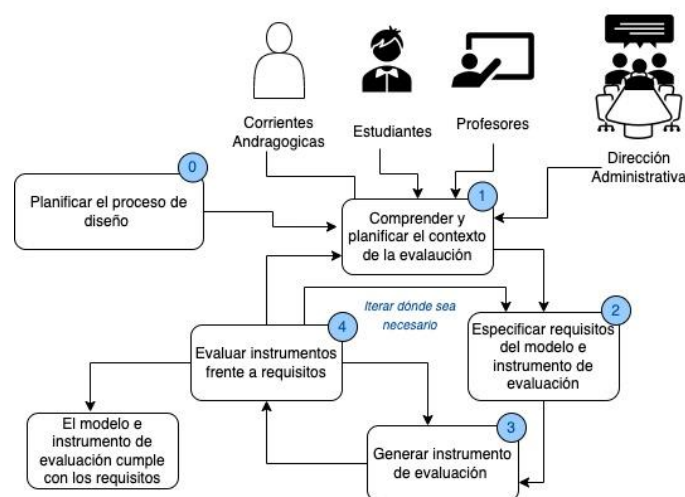 Corrientes
Andragogicas
Estudiantes
Profesores
Dirección
Administrativa
0
Planificar el proceso de
diseño
1
Comprender y
planificar el contexto
de la evalaución
Iterar dónde sea
necesario
2
Especificar requisitos
del modelo e
instrumento de
evaluación
4
Evaluar instrumentos
frente a requisitos
3
Generar instrumento
de evaluación
El modelo e
instrumento de
evaluación cumple
con los requisitos